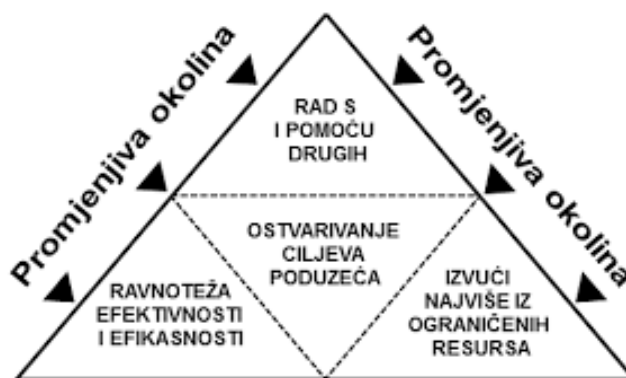 Promjenjiva okolina
Promjenjiva okolina
RAD S
I POMOĆU
DRUGIH
OSTVARIVANJE
CILJEVA
PODUZEĆA
RAVNOTEŽA
EFEKTIVNOSTI
I EFIKASNOSTI
IZVUĆI
NAJVIŠE IZ
OGRANIČENIH
RESURSA